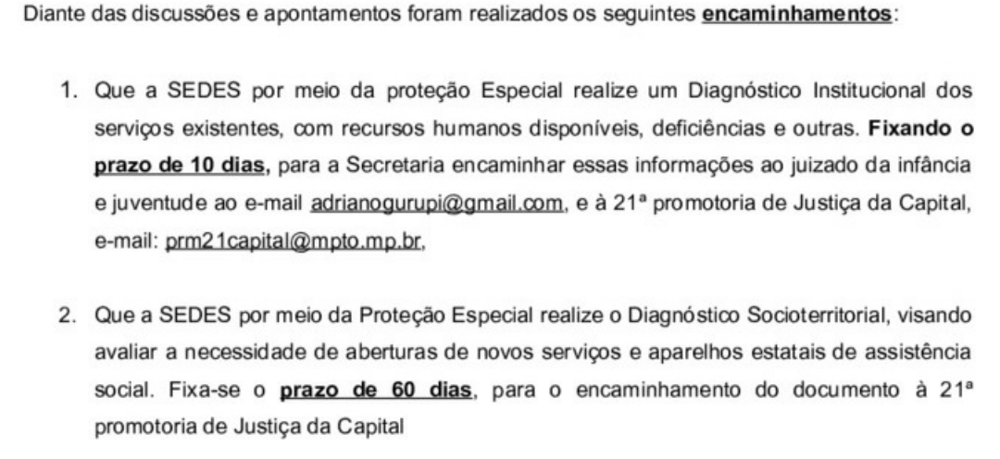 Diante das discussões e apontamentos foram realizados os seguintes encaminhamentos:
1. Que a SEDES por meio da proteção Especial realize um Diagnóstico Institucional dos
serviços existentes, com recursos humanos disponíveis, deficiências e outras. Fixando o
prazo de 10 dias, para a Secretaria encaminhar essas informações ao juizado da infância
e juventude ao e-mail adrianogurupi@gmail.com, e à 21ª promotoria de Justiça da Capital,
e-mail: prm21capital@mpto.mp.br,
2. Que a SEDES por meio da Proteção Especial realize o Diagnóstico Socioterritorial, visando
avaliar a necessidade de aberturas de novos serviços e aparelhos estatais de assistência
social. Fixa-se o prazo de 60 dias, para o encaminhamento do documento à 21ª
promotoria de Justiça da Capital